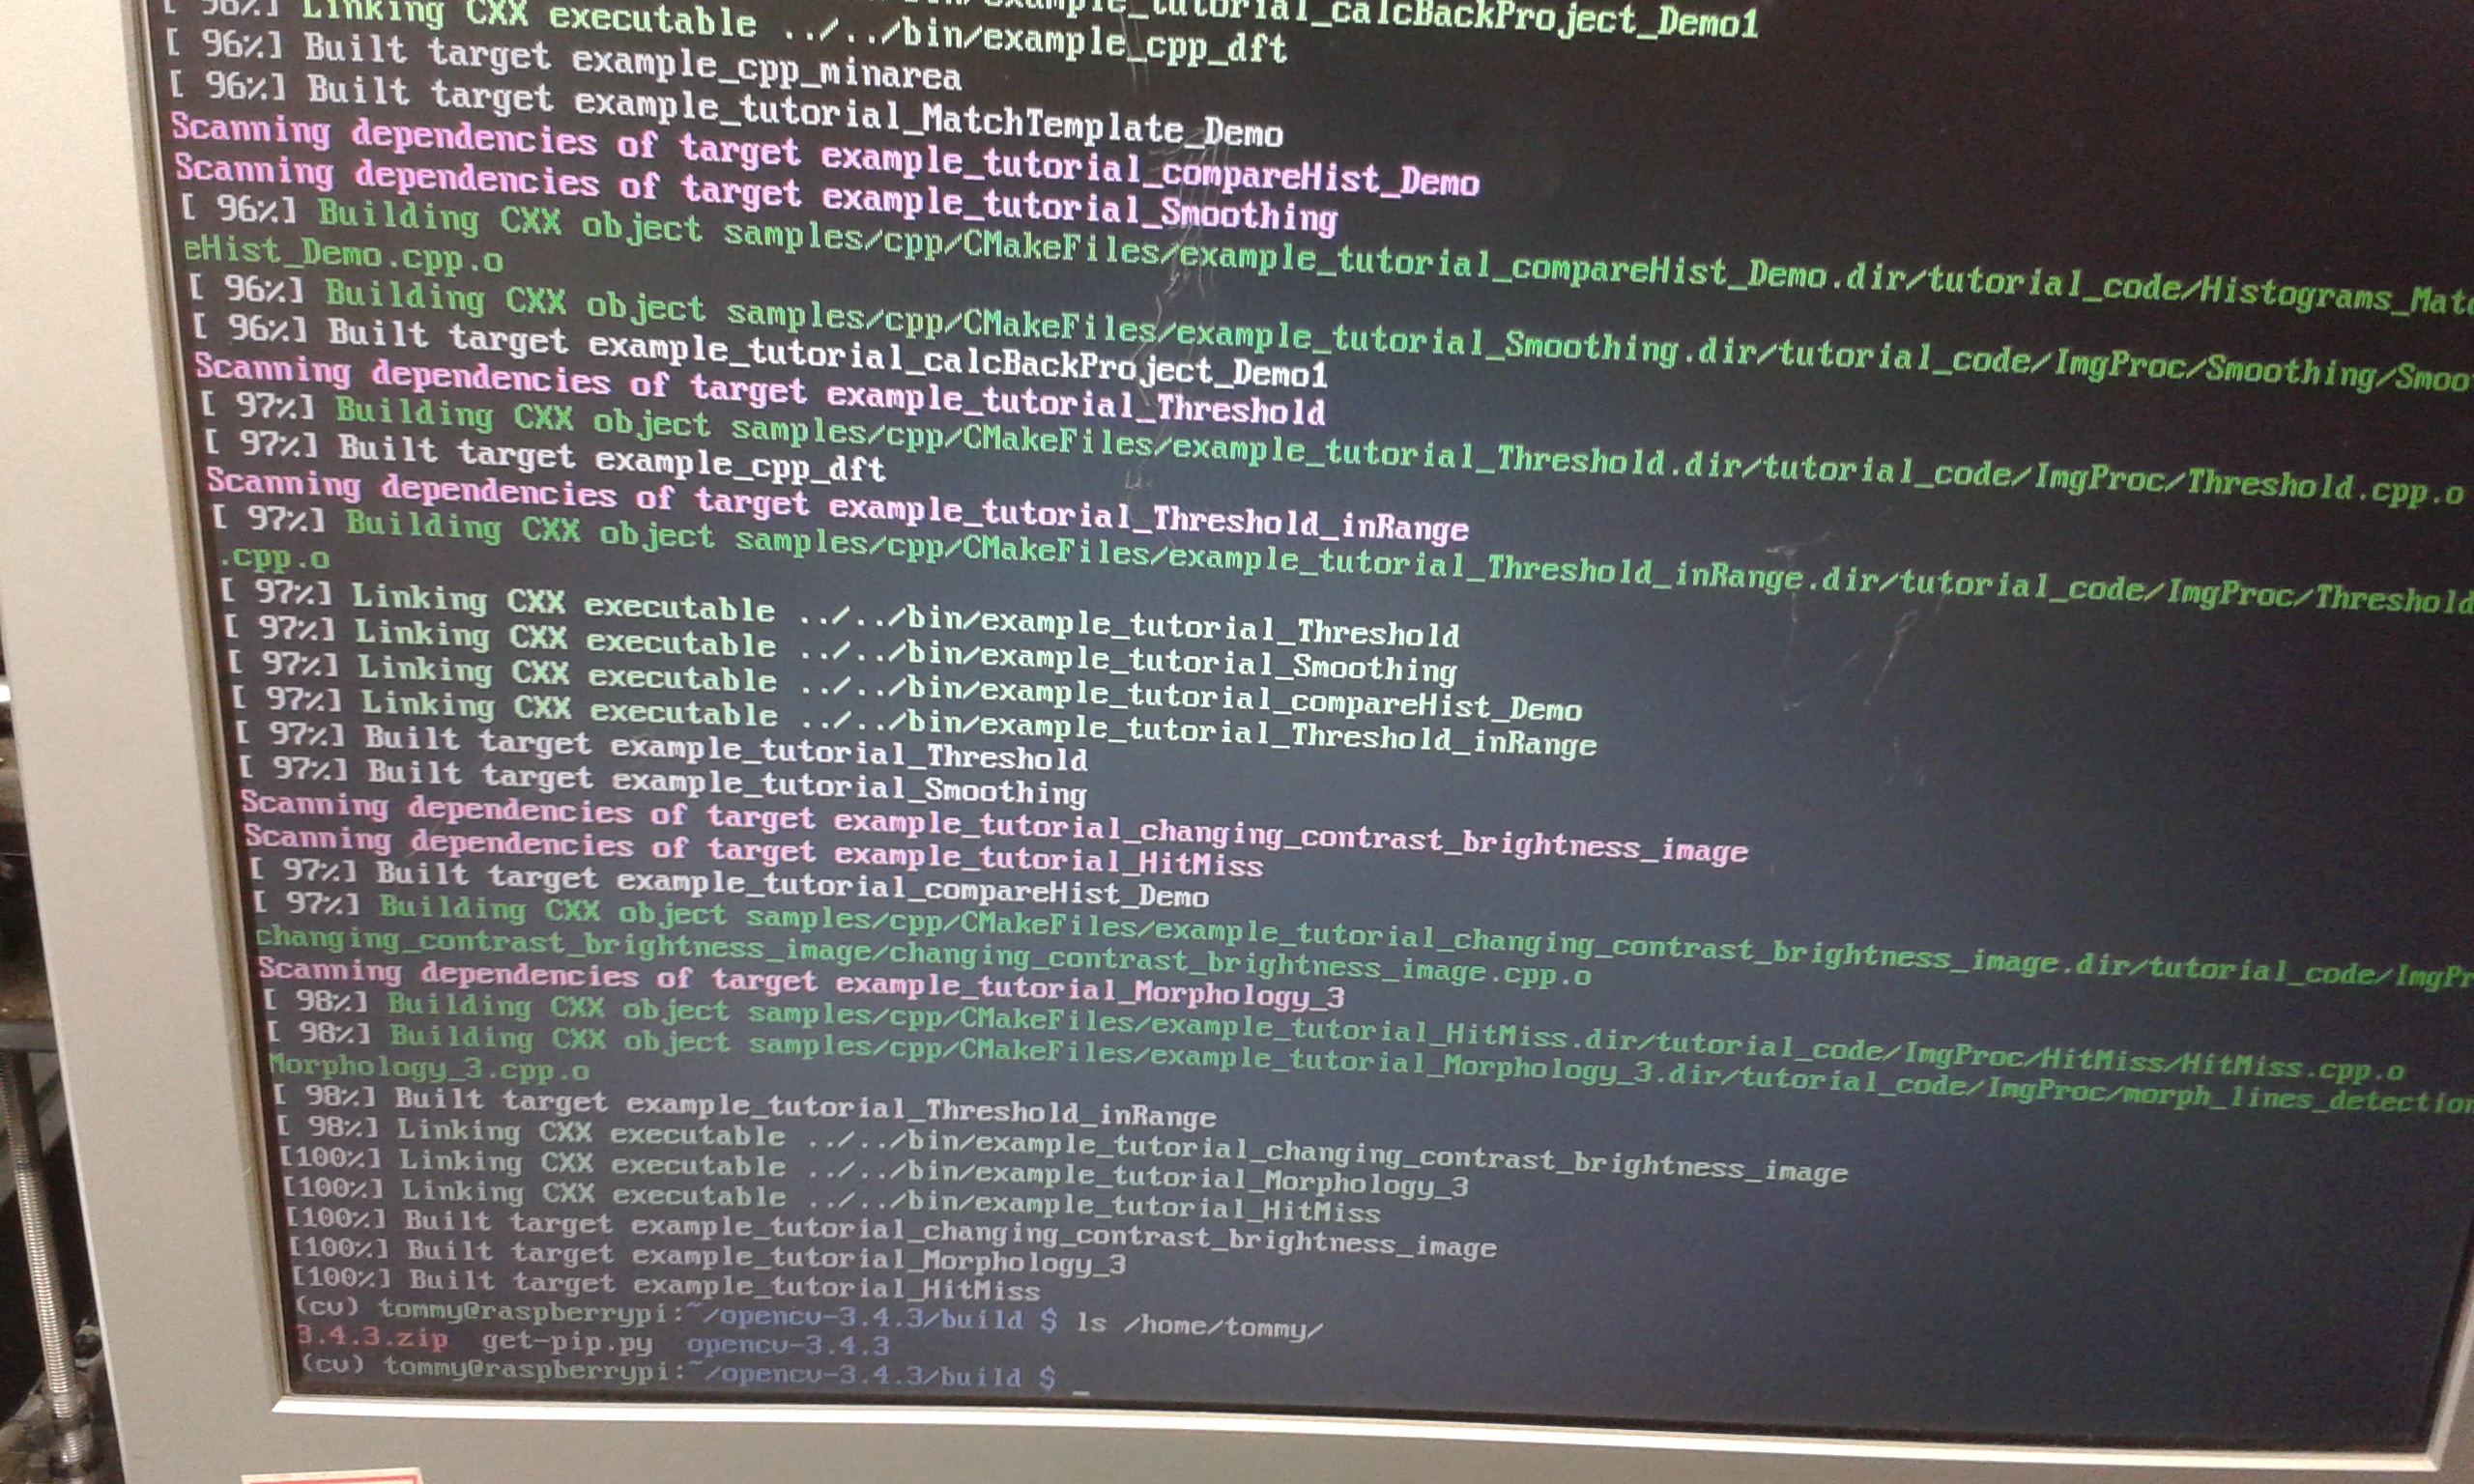 Linking CXX executable ../../bin/example_tutorial_calcBackProject_Demo1
../../bin/example_cpp_dft
[ 96%] Built target example_cpp_minarea
[ 96%] Built target example_tutorial_MatchTemplate_Demo
Scanning dependencies of target example_tutorial_compareHist_Demo
Scanning dependencies of target example_tutorial_Smoothing
[ 96%] Building CXX object samples/cpp/CMakeFiles/example_tutorial_compareHist_Demo.dir/tutorial_code/Histograms_Matc
eHist_Demo.cpp.o
[ 96%] Building CXX object samples/cpp/CMakeFiles/example_tutorial_Smoothing.dir/tutorial_code/ImgProc/Smoothing/Smoo
[ 96%] Built target example_tutorial_calcBackProject_Demo1
Scanning dependencies of target example_tutorial_Threshold
[ 97%] Building CXX object samples/cpp/CMakeFiles/example_tutorial_Threshold.dir/tutorial_code/ImgProc/Threshold.cpp.o
[ 97%] Built target example_cpp_dft
Scanning dependencies of target example_tutorial_Threshold_inRange
[ 97%] Building CXX object samples/cpp/CMakeFiles/example_tutorial_Threshold_inRange.dir/tutorial_code/ImgProc/Threshold
.cpp.o
[ 97%] Linking CXX executable ../../bin/example_tutorial_Threshold
[ 97%] Linking CXX executable ../../bin/example_tutorial_Smoothing
[ 97%] Linking CXX executable ../../bin/example_tutorial_compareHist_Demo
[ 97%] Linking CXX executable ../../bin/example_tutorial_Threshold_inRange
[ 97%] Built target example_tutorial_Threshold
[ 97%] Built target example_tutorial_Smoothing
Scanning dependencies of target example_tutorial_changing_contrast_brightness_image
Scanning dependencies of target example_tutorial_HitMiss
[ 97%] Built target example_tutorial_compareHist_Demo
[ 97%] Building CXX object samples/cpp/CMakeFiles/example_tutorial_changing_contrast_brightness_image.dir/tutorial_code/ImgPr
changing_contrast_brightness_image/changing_contrast_brightness_image.cpp.o
Scanning dependencies of target example_tutorial_Morphology_3
[ 98%] Building CXX object samples/cpp/CMakeFiles/example_tutorial_HitMiss.dir/tutorial_code/ImgProc/HitMiss/HitMiss.cpp.o
[ 98%] Building CXX object samples/cpp/CMakeFiles/example_tutorial_Morphology_3.dir/tutorial_code/ImgProc/morph_lines_detection
Morphology_3.cpp.o
[ 98%] Built target example_tutorial_Threshold_inRange
[ 98%] Linking CXX executable ../../bin/example_tutorial_changing_contrast_brightness_image
[100%] Linking CXX executable ../../bin/example_tutorial_Morphology_3
[100%] Linking CXX executable ../../bin/example_tutorial_HitMiss
[100%] Built target example_tutorial_changing_contrast_brightness_image
[100%] Built target example_tutorial_Morphology_3
[100%] Built target example_tutorial_HitMiss
(cv) tommy@raspberrypi:~/opencv-3.4.3/build $ ls /home/tommy/
3.4.3.zip  get-pip.py  opencv-3.4.3
(cv) tommy@raspberrypi:~/opencv-3.4.3/build $ _